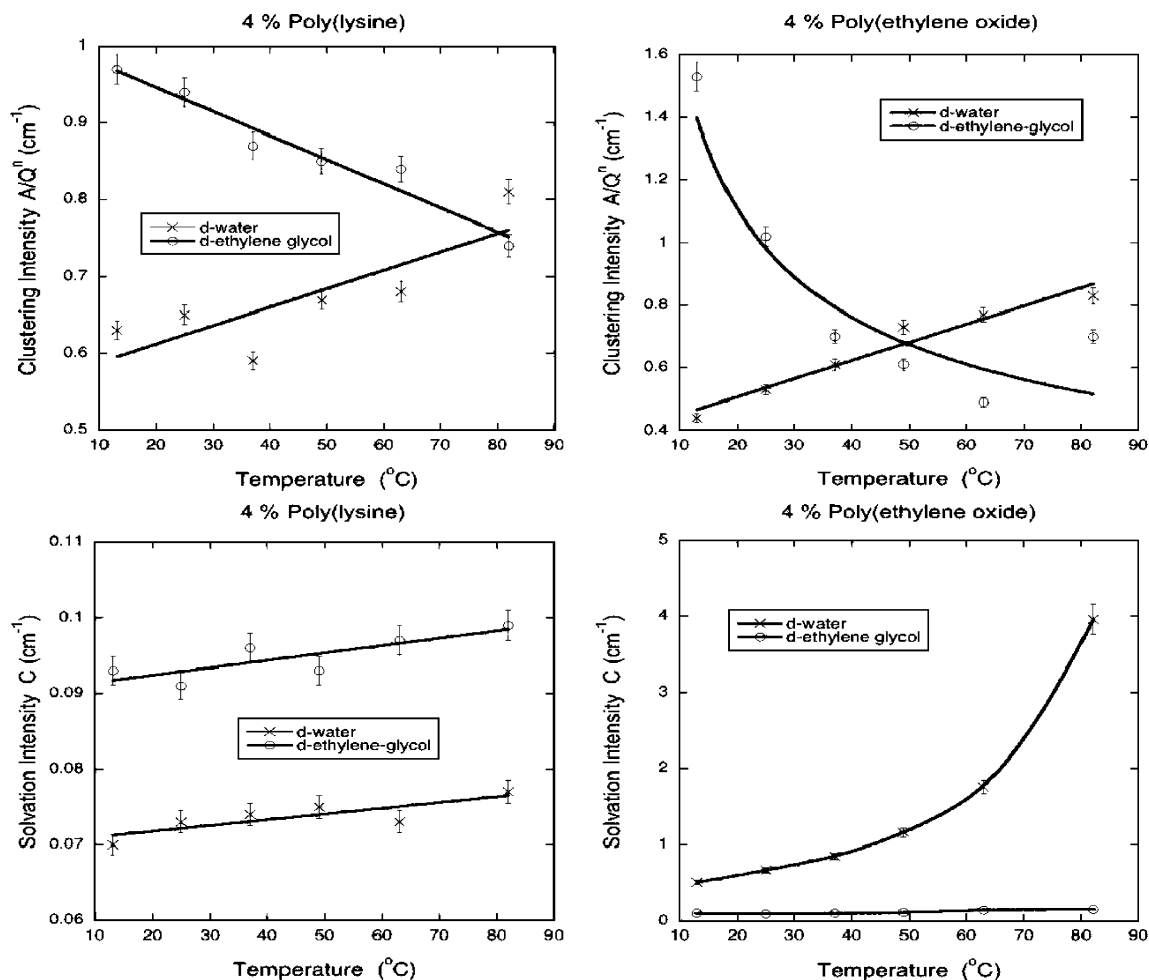 4 % Poly(lysine)
Clustering Intensity A/Qⁿ (cm⁻¹)
1
0.9
0.8
0.7
0.6
0.5
d-water
d-ethylene glycol
10 20 30 40 50 60 70 80 90
Temperature (°C)
4 % Poly(ethylene oxide)
Clustering Intensity A/Qⁿ (cm⁻¹)
1.6
1.4
1.2
1
0.8
0.6
0.4
d-water
d-ethylene-glycol
10 20 30 40 50 60 70 80 90
Temperature (°C)
4 % Poly(lysine)
Solvation Intensity C (cm⁻¹)
0.11
0.1
0.09
0.08
0.07
0.06
d-water
d-ethylene-glycol
10 20 30 40 50 60 70 80 90
Temperature (°C)
4 % Poly(ethylene oxide)
Solvation Intensity C (cm⁻¹)
5
4
3
2
1
0
d-water
d-ethylene glycol
10 20 30 40 50 60 70 80 90
Temperature (°C)